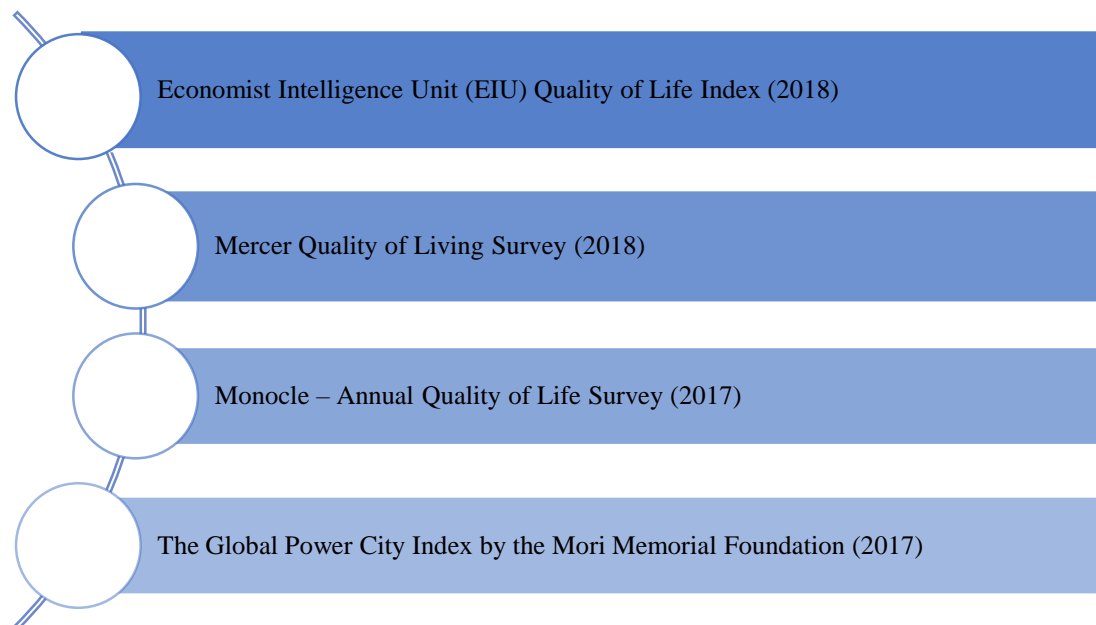 Economist Intelligence Unit (EIU) Quality of Life Index (2018)
Mercer Quality of Living Survey (2018)
Monocle – Annual Quality of Life Survey (2017)
The Global Power City Index by the Mori Memorial Foundation (2017)